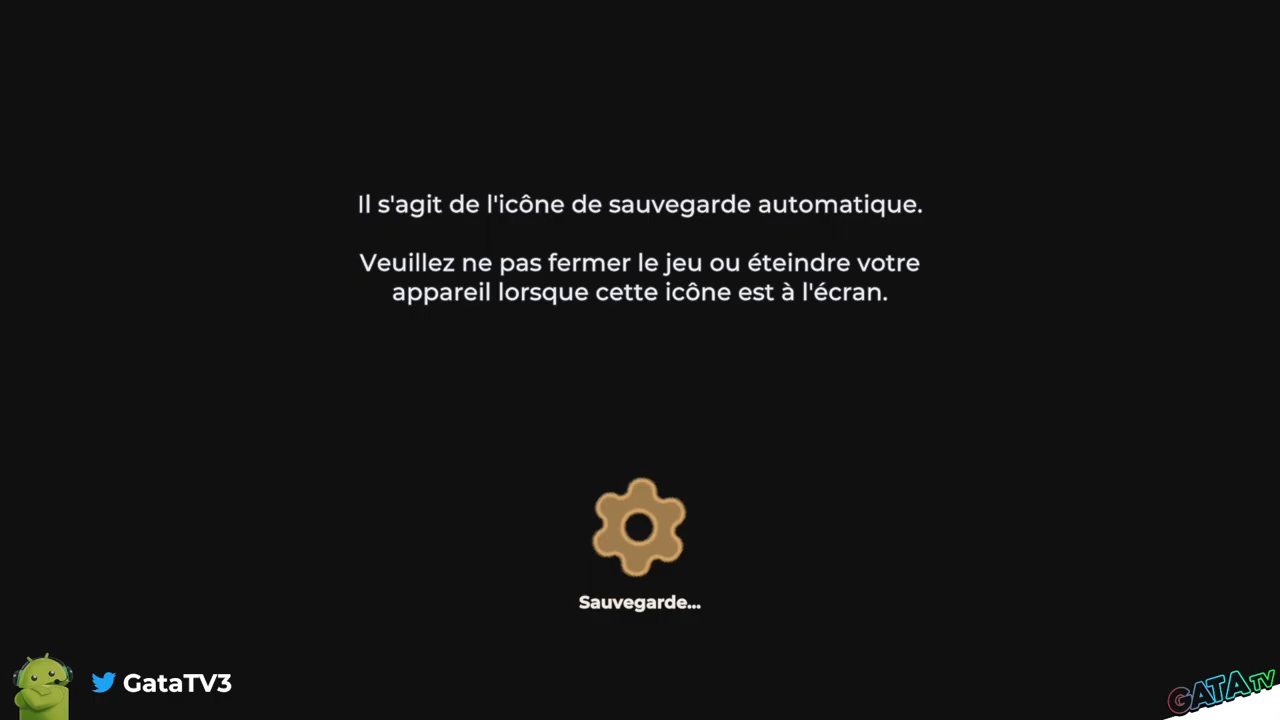 Il s'agit de l'icône de sauvegarde automatique.
Veuillez ne pas fermer le jeu ou éteindre votre
appareil lorsque cette icône est à l'écran.
Sauvegarde...
GataTV3
GATA TV